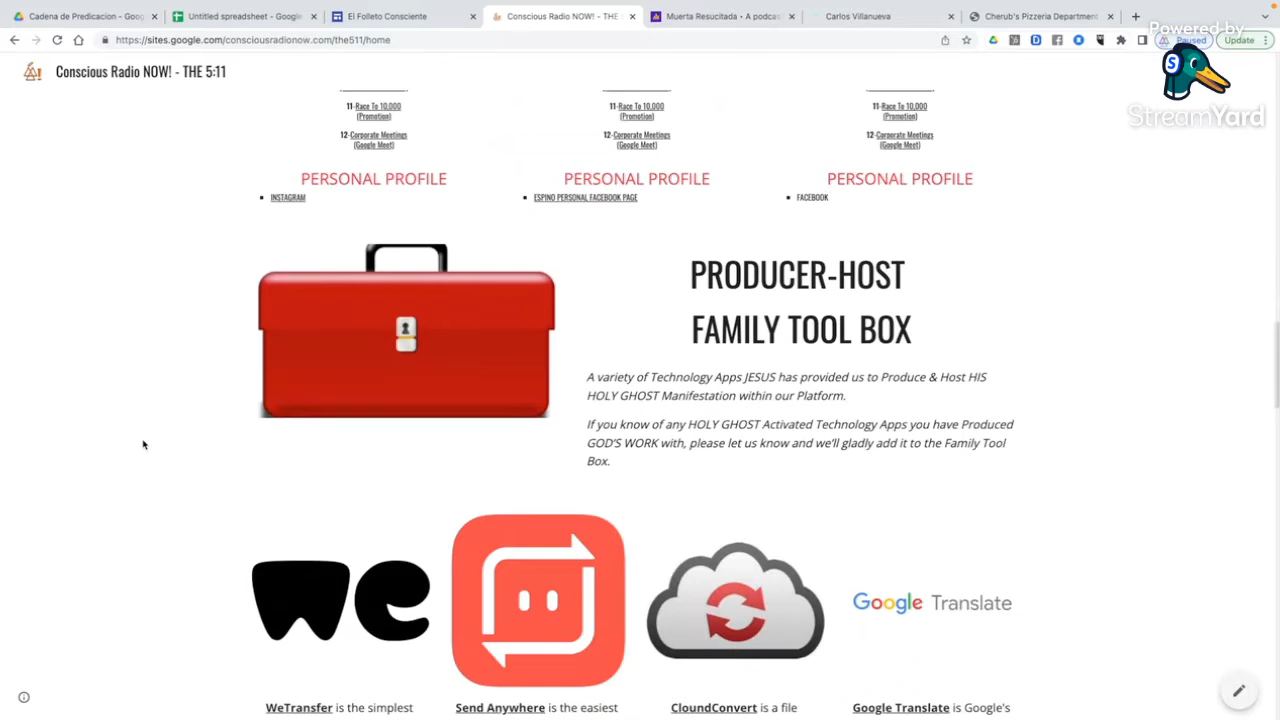 Cadena de Predicacion - Goog
Untitled spreadsheet - Google
El Folleto Consciente
Conscious Radio NOW! - THE 5
Muerta Resucitada - A podcas
Carlos Villanueva
Cherub's Pizzeria Department
https://sites.google.com/consciousradionow.com/the511/home
Paused
Update
Powered by
StreamYard
Conscious Radio NOW! - THE 5:11
11-Race To 10,000
(Promotion)
12-Corporate Meetings
(Google Meet)
11-Race To 10,000
(Promotion)
12-Corporate Meetings
(Google Meet)
11-Race To 10,000
(Promotion)
12-Corporate Meetings
(Google Meet)
PERSONAL PROFILE
INSTAGRAM
PERSONAL PROFILE
ESPINO PERSONAL FACEBOOK PAGE
PERSONAL PROFILE
FACEBOOK
PRODUCER-HOST
FAMILY TOOL BOX
A variety of Technology Apps JESUS has provided us to Produce & Host HIS
HOLY GHOST Manifestation within our Platform.
If you know of any HOLY GHOST Activated Technology Apps you have Produced
GOD'S WORK with, please let us know and we'll gladly add it to the Family Tool
Box.
we
Google Translate
WeTransfer is the simplest
Send Anywhere is the easiest
CloundConvert is a file
Google Translate is Google's